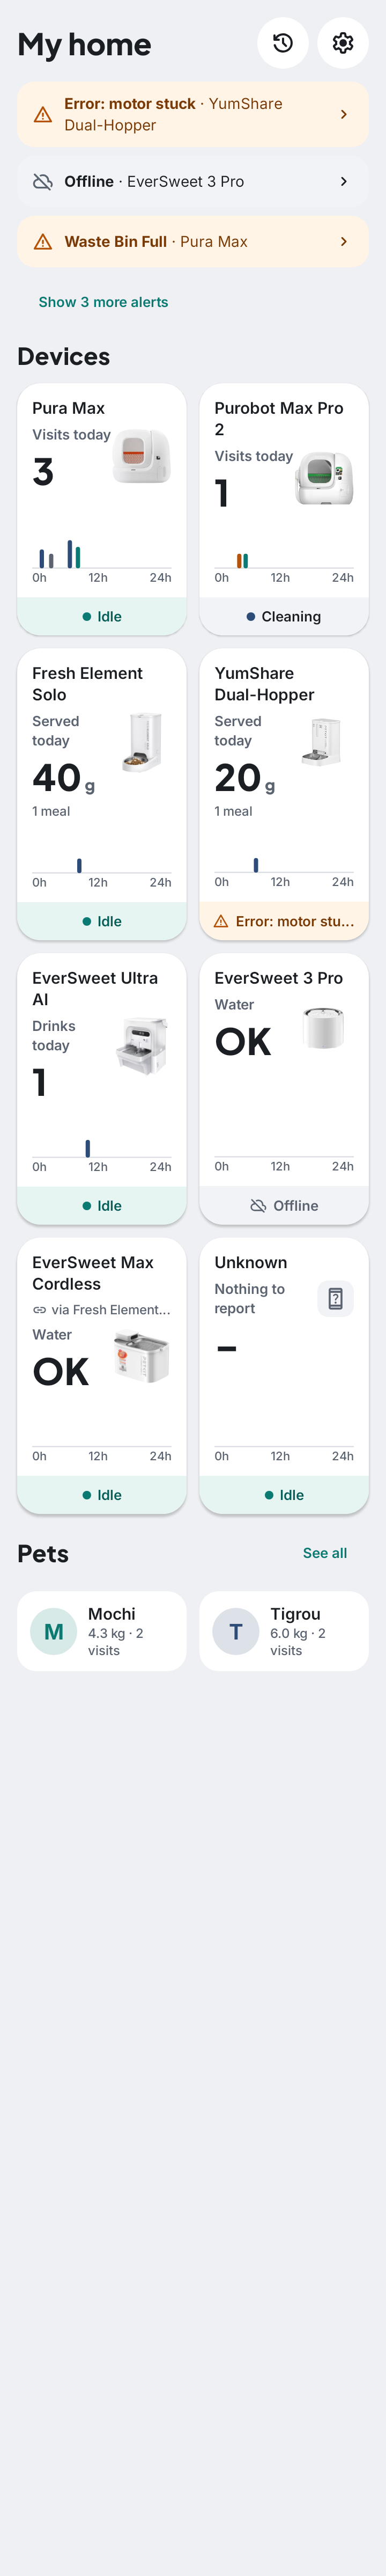 My home
Error: motor stuck · YumShare
Dual-Hopper
Offline · EverSweet 3 Pro
Waste Bin Full · Pura Max
Show 3 more alerts
Devices
Pura Max
Visits today
3
0h 12h 24h
Idle
Purobot Max Pro
2
Visits today
1
0h 12h 24h
Cleaning
Fresh Element
Solo
Served
today
40 g
1 meal
0h 12h 24h
Idle
YumShare
Dual-Hopper
Served
today
20 g
1 meal
0h 12h 24h
Error: motor stu...
EverSweet Ultra
AI
Drinks
today
1
0h 12h 24h
Idle
EverSweet 3 Pro
Water
OK
0h 12h 24h
Offline
EverSweet Max
Cordless
via Fresh Element...
Water
OK
0h 12h 24h
Idle
Unknown
Nothing to
report
–
0h 12h 24h
Idle
Pets
See all
M
Mochi
4.3 kg · 2
visits
T
Tigrou
6.0 kg · 2
visits